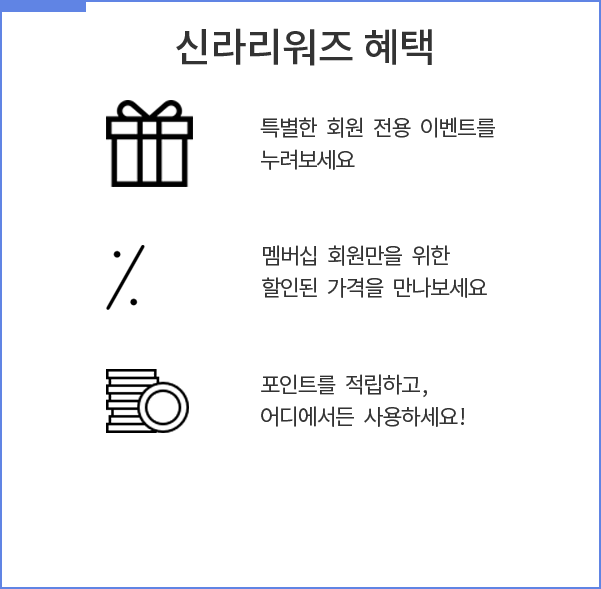 신라리워즈 혜택
특별한 회원 전용 이벤트를
누려보세요
멤버십 회원만을 위한
할인된 가격을 만나보세요
포인트를 적립하고,
어디에서든 사용하세요!